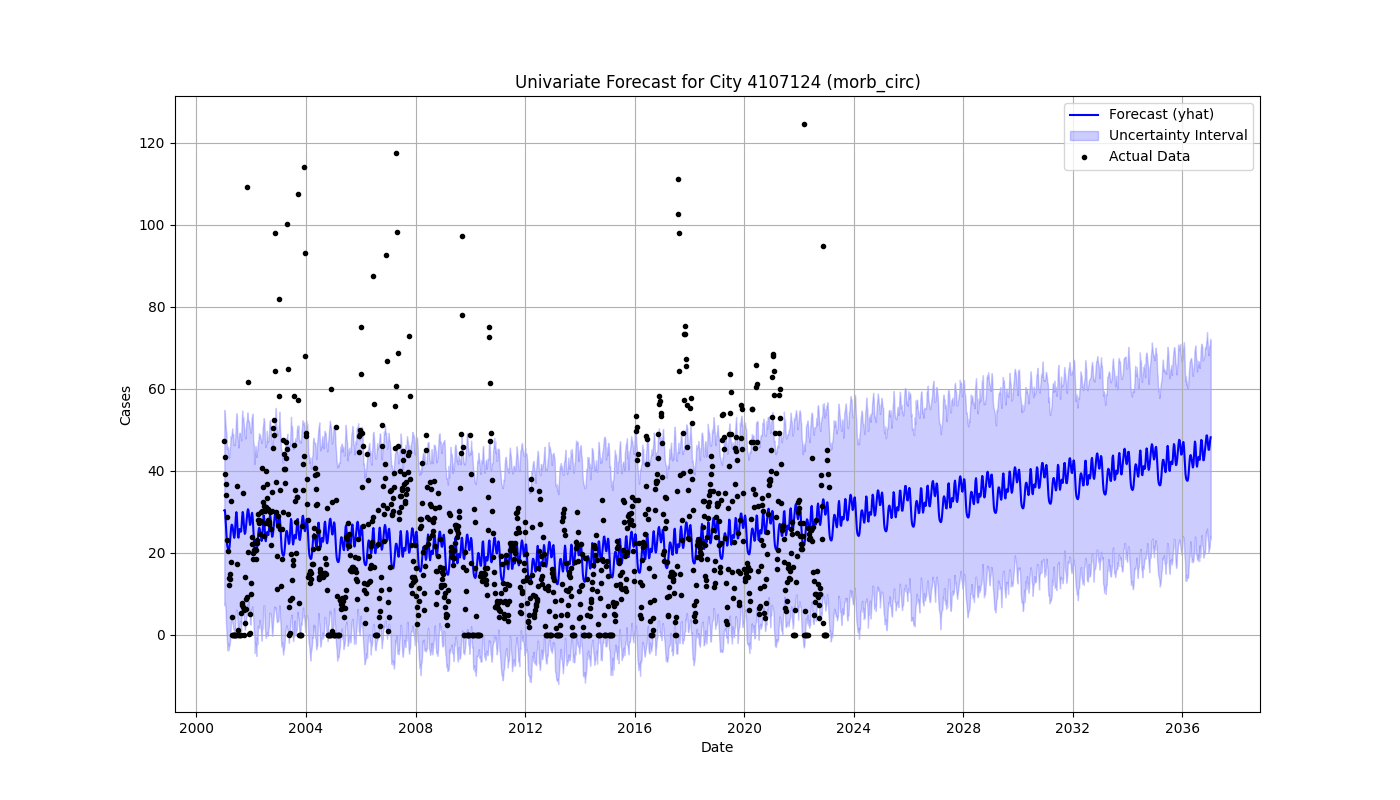 Univariate Forecast for City 4107124 (morb_circ)
Forecast (yhat)
Uncertainty Interval
Actual Data
Cases
120
100
80
60
40
20
0
2000 2004 2008 2012 2016 2020 2024 2028 2032 2036
Date